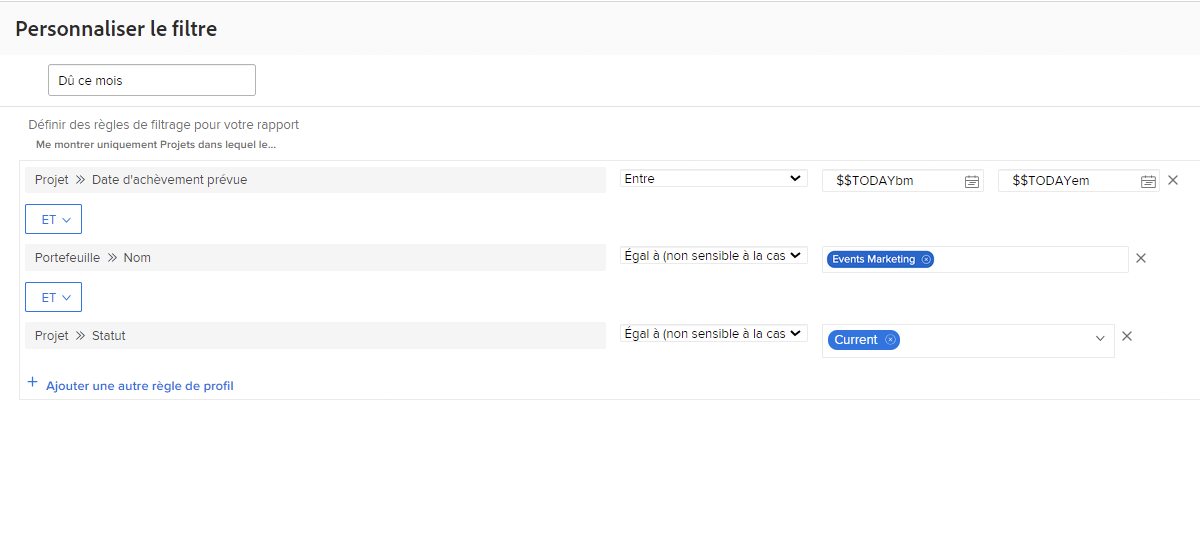 Personnaliser le filtre
Dû ce mois
Définir des règles de filtrage pour votre rapport
Me montrer uniquement Projets dans lequel le...
Projet » Date d'achèvement prévue Entre $$TODAYbm $$TODAYem
ET
Portefeuille » Nom Égal à (non sensible à la cas Events Marketing
ET
Projet » Statut Égal à (non sensible à la cas Current
+ Ajouter une autre règle de profil